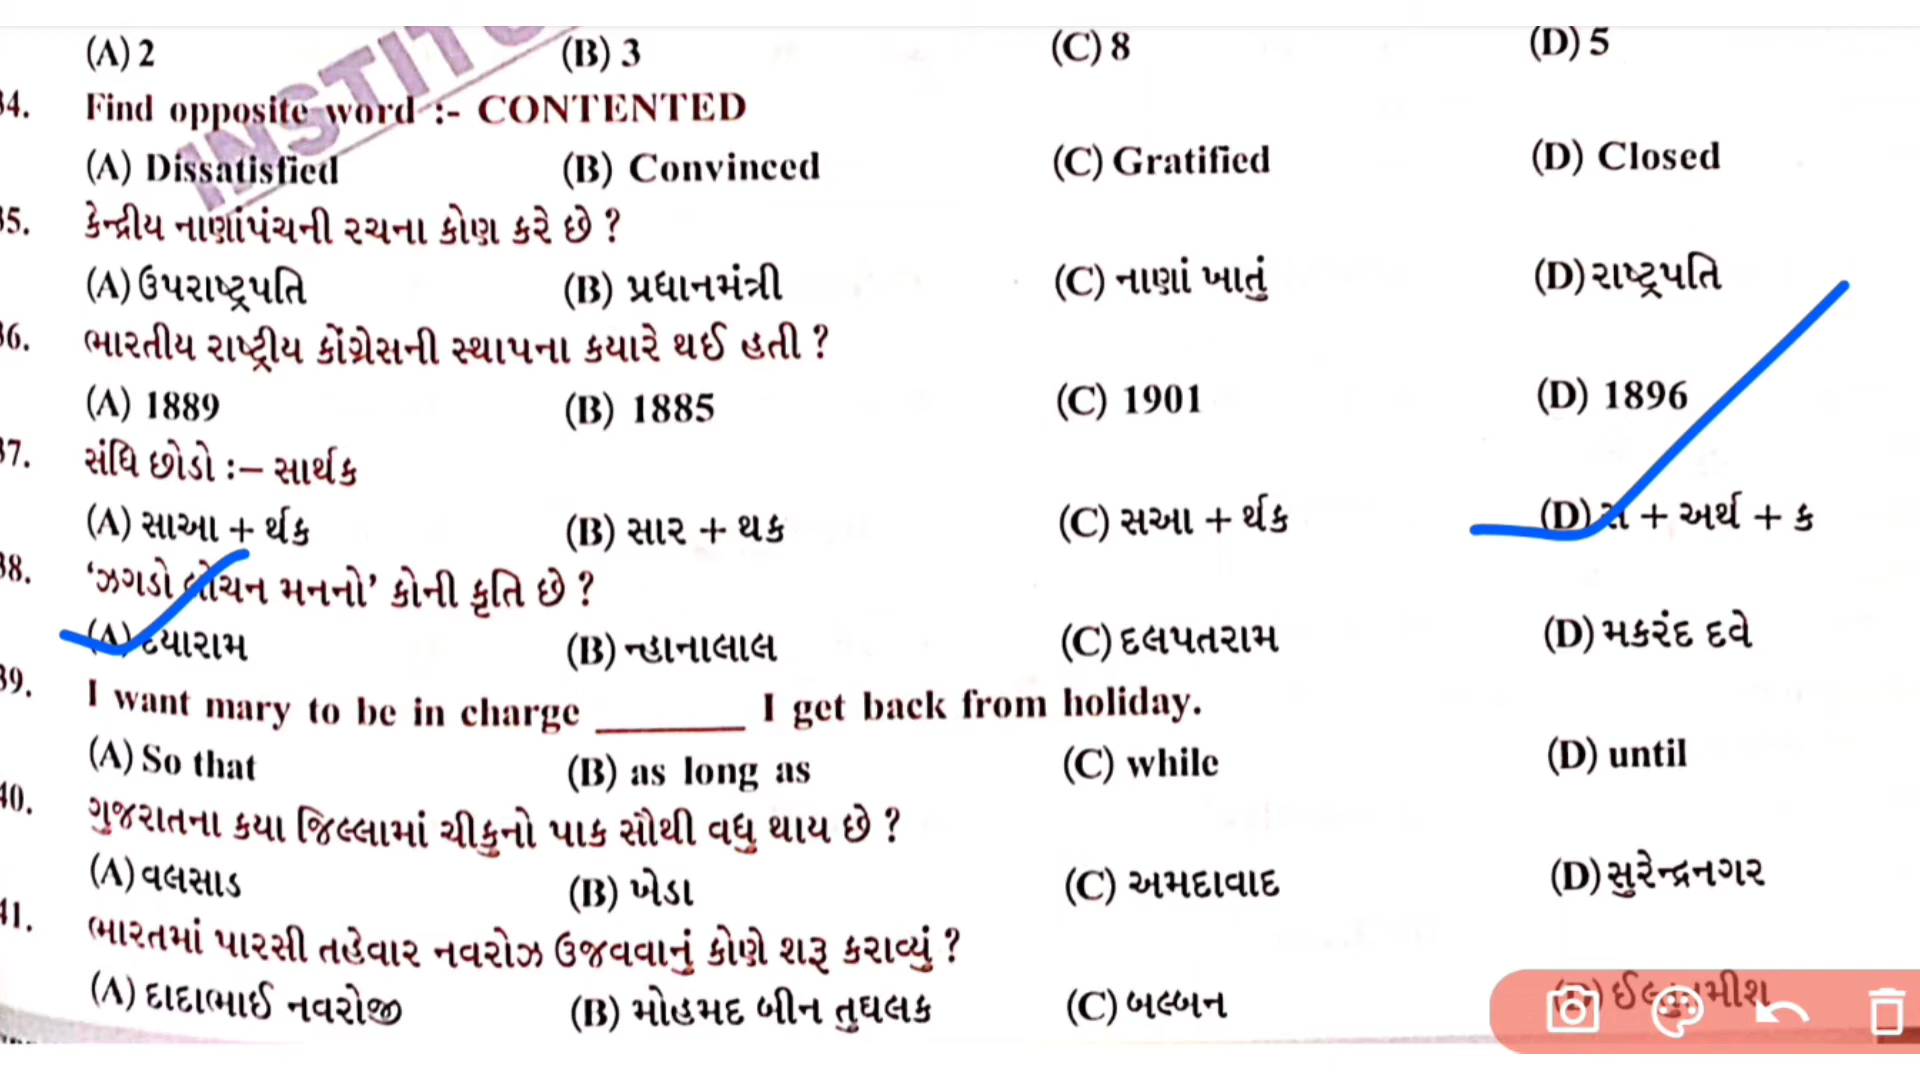 (A) 2 (B) 3 (C) 8 (D) 5
34. Find opposite word :- CONTENTED
(A) Dissatisfied (B) Convinced (C) Gratified (D) Closed
35. કેન્દ્રીય નાણાંપંચની રચના કોણ કરે છે ?
(A) ઉપરાષ્ટ્રપતિ (B) પ્રધાનમંત્રી (C) નાણાં ખાતું (D) રાષ્ટ્રપતિ
36. ભારતીય રાષ્ટ્રીય કોંગ્રેસની સ્થાપના કયારે થઈ હતી ?
(A) 1889 (B) 1885 (C) 1901 (D) 1896
37. સંધિ છોડો :– સાર્થક
(A) સાઆ + ર્થક (B) સાર + થક (C) સઆ + ર્થક (D) સ + અર્થ + ક
38. ‘ઝગડો લોચન મનનો’ કોની કૃતિ છે ?
(A) દયારામ (B) ન્હાનાલાલ (C) દલપતરામ (D) મકરંદ દવે
39. I want mary to be in charge _______ I get back from holiday.
(A) So that (B) as long as (C) while (D) until
40. ગુજરાતના કયા જિલ્લામાં ચીકુનો પાક સૌથી વધુ થાય છે ?
(A) વલસાડ (B) ખેડા (C) અમદાવાદ (D) સુરેન્દ્રનગર
41. ભારતમાં પારસી તહેવાર નવરોઝ ઉજવવાનું કોણે શરૂ કરાવ્યું ?
(A) દાદાભાઈ નવરોજી (B) મોહમદ બીન તુઘલક (C) બલ્બન (D) ઈલ્તુતમીશ